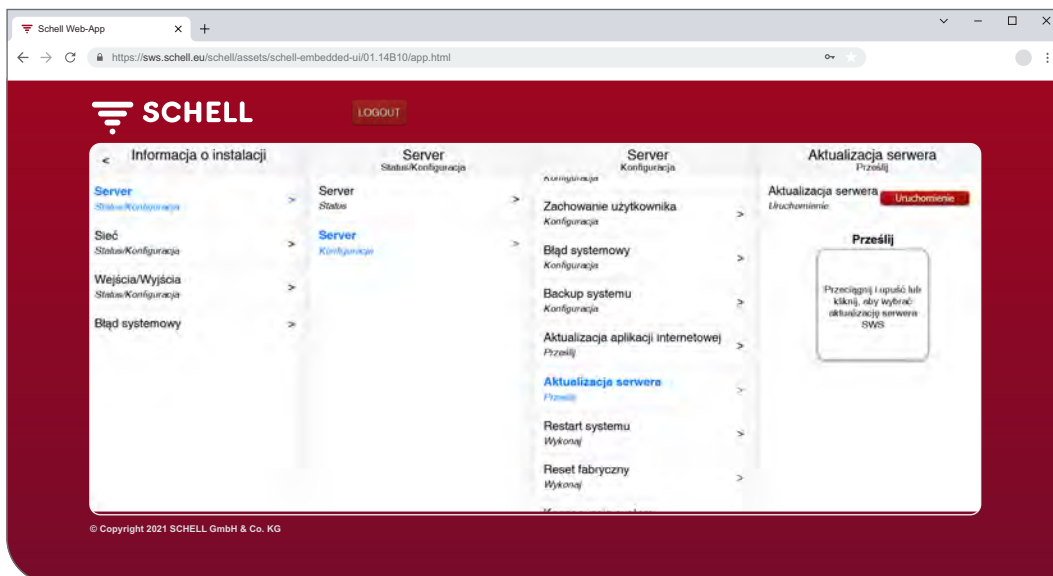 Schell Web-App
https://sws.schell.eu/schell/assets/schell-embedded-ui/01.14B10/app.html
SCHELL
LOGOUT
< Informacja o instalacji
Server
Status/Konfiguracja
>
Sieć
Status/Konfiguracja
>
Wejścia/Wyjścia
Status/Konfiguracja
>
Błąd systemowy
>
Server
Status/Konfiguracja
Server
Status
>
Server
Konfiguracja
>
Server
Konfiguracja
Konfiguracja
Zachowanie użytkownika
Konfiguracja
>
Błąd systemowy
Konfiguracja
>
Backup systemu
Konfiguracja
>
Aktualizacja aplikacji internetowej
Prześlij
>
Aktualizacja serwera
Prześlij
>
Restart systemu
Wykonaj
>
Reset fabryczny
Wykonaj
>
Aktualizacja serwera
Prześlij
Aktualizacja serwera
Uruchomienie
Uruchomienie
Prześlij
Przeciągnij i upuść lub
kliknij, aby wybrać
aktualizację serwera
SWS
© Copyright 2021 SCHELL GmbH & Co. KG